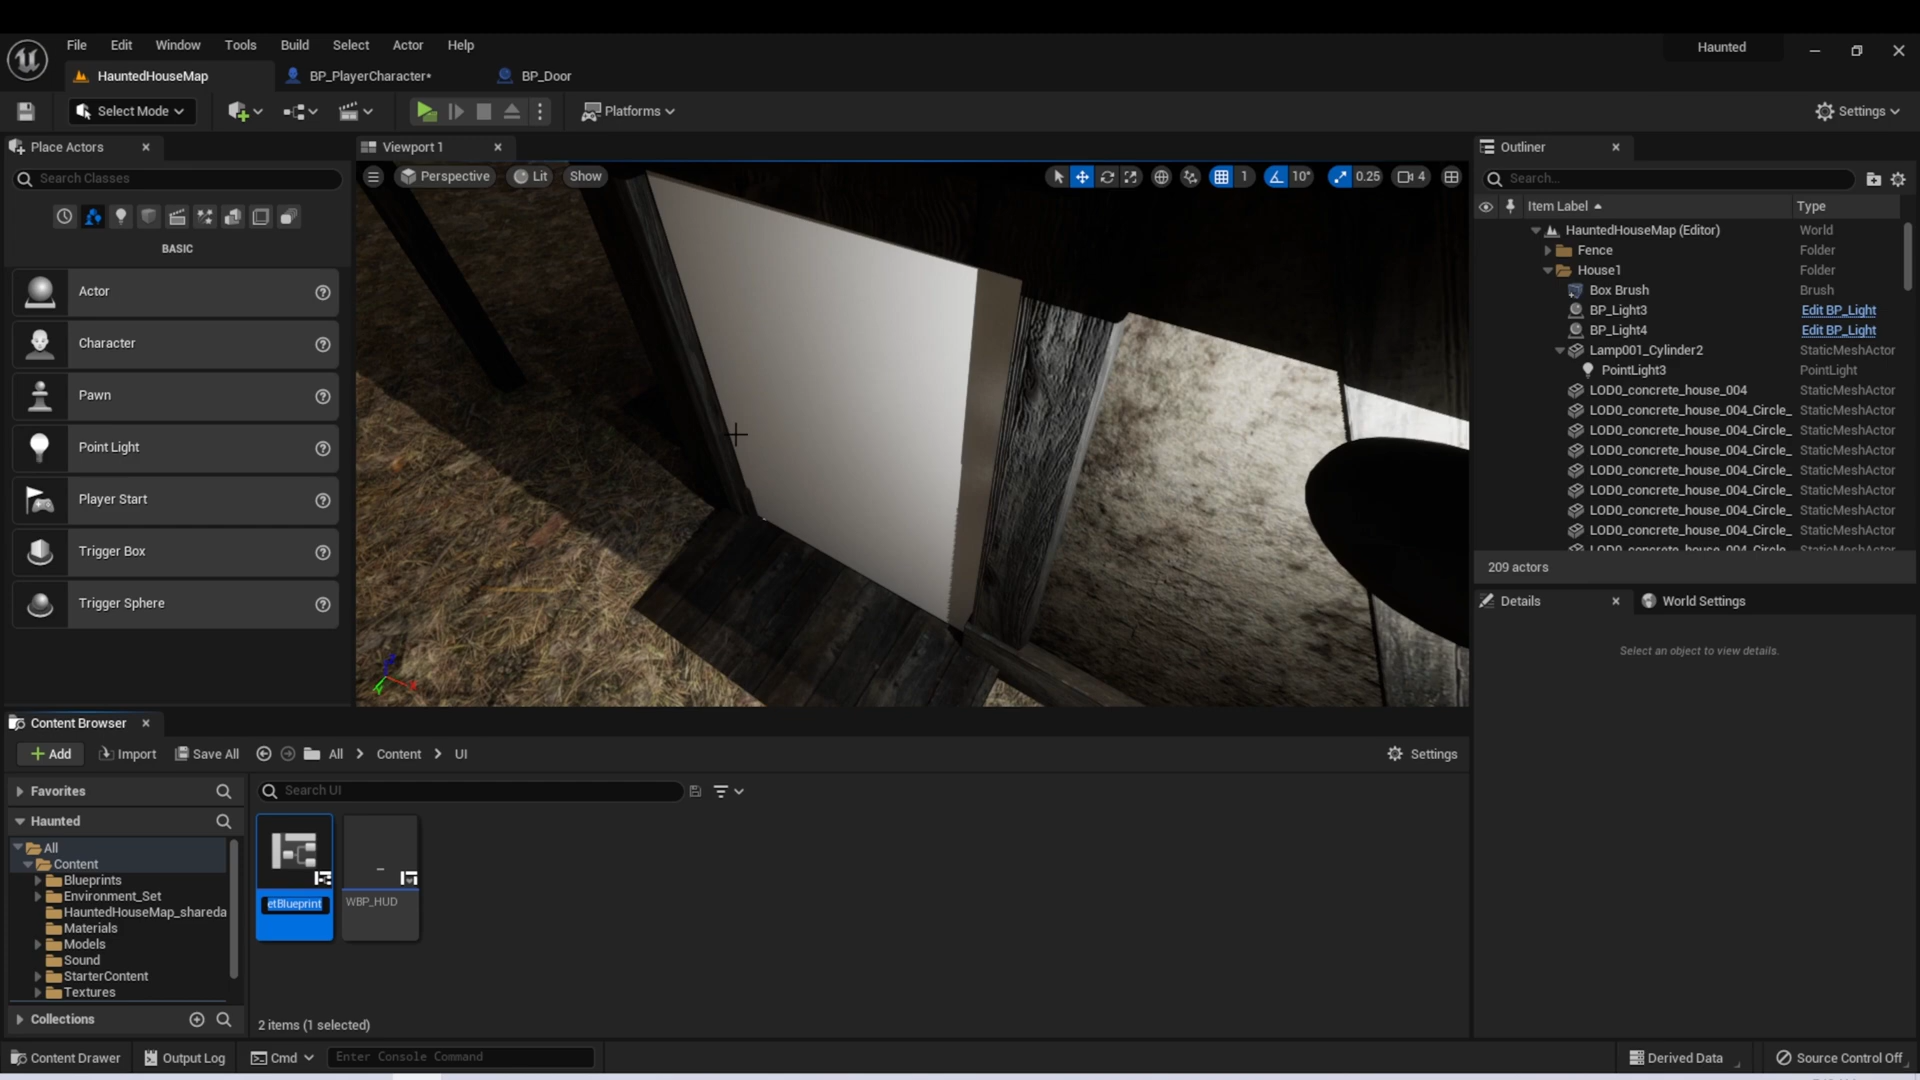 File Edit Window Tools Build Select Actor Help
Haunted
HauntedHouseMap
BP_PlayerCharacter*
BP_Door
Select Mode
Platforms
Settings
Place Actors
Search Classes
BASIC
Actor
Character
Pawn
Point Light
Player Start
Trigger Box
Trigger Sphere
Viewport 1
Perspective Lit Show
1 10° 0.25 4
Outliner
Search...
Item Label Type
HauntedHouseMap (Editor) World
Fence Folder
House1 Folder
Box Brush Brush
BP_Light3 Edit BP_Light
BP_Light4 Edit BP_Light
Lamp001_Cylinder2 StaticMeshActor
PointLight3 PointLight
LOD0_concrete_house_004 StaticMeshActor
LOD0_concrete_house_004_Circle_ StaticMeshActor
LOD0_concrete_house_004_Circle_ StaticMeshActor
LOD0_concrete_house_004_Circle_ StaticMeshActor
LOD0_concrete_house_004_Circle_ StaticMeshActor
LOD0_concrete_house_004_Circle_ StaticMeshActor
LOD0_concrete_house_004_Circle_ StaticMeshActor
LOD0_concrete_house_004_Circle_ StaticMeshActor
LOD0_concrete_house_004_Circle_ StaticMeshActor
209 actors
Details
World Settings
Select an object to view details.
Content Browser
Add Import Save All All > Content > UI
Settings
Favorites
Haunted
All
Content
Blueprints
Environment_Set
HauntedHouseMap_shareda
Materials
Models
Sound
StarterContent
Textures
Collections
Search UI
etBlueprint
WBP_HUD
2 items (1 selected)
Content Drawer Output Log Cmd Enter Console Command
Derived Data Source Control Off